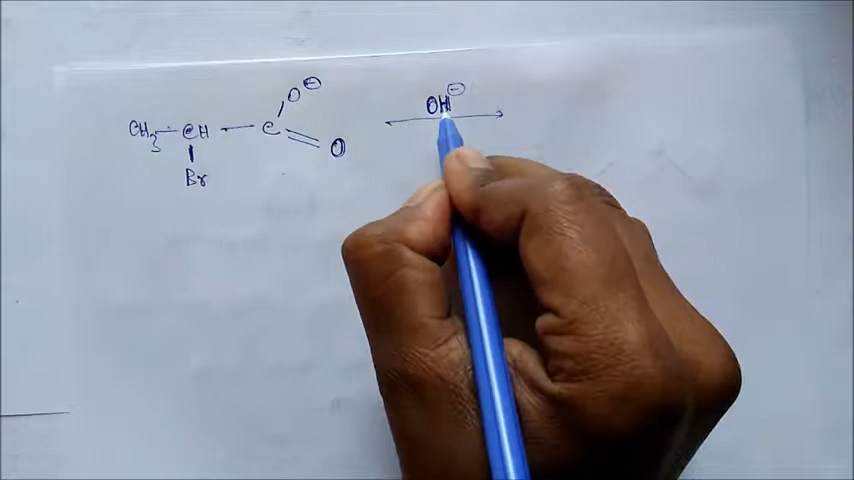 O⊖
OH⊖
CH₃ — CH — C = O
Br